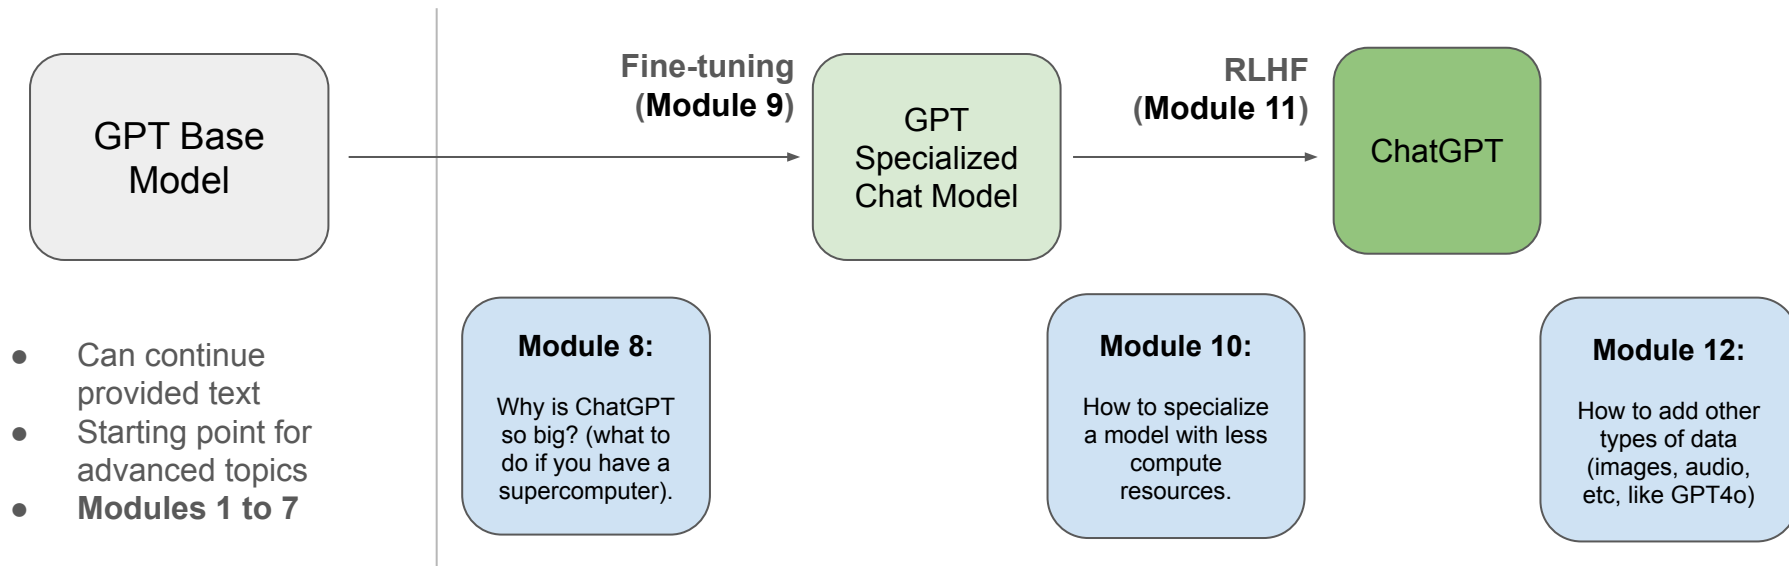 GPT Base
Model
● Can continue
provided text
● Starting point for
advanced topics
● Modules 1 to 7
Fine-tuning
(Module 9)
GPT
Specialized
Chat Model
RLHF
(Module 11)
ChatGPT
Module 8:
Why is ChatGPT
so big? (what to
do if you have a
supercomputer).
Module 10:
How to specialize
a model with less
compute
resources.
Module 12:
How to add other
types of data
(images, audio,
etc, like GPT4o)